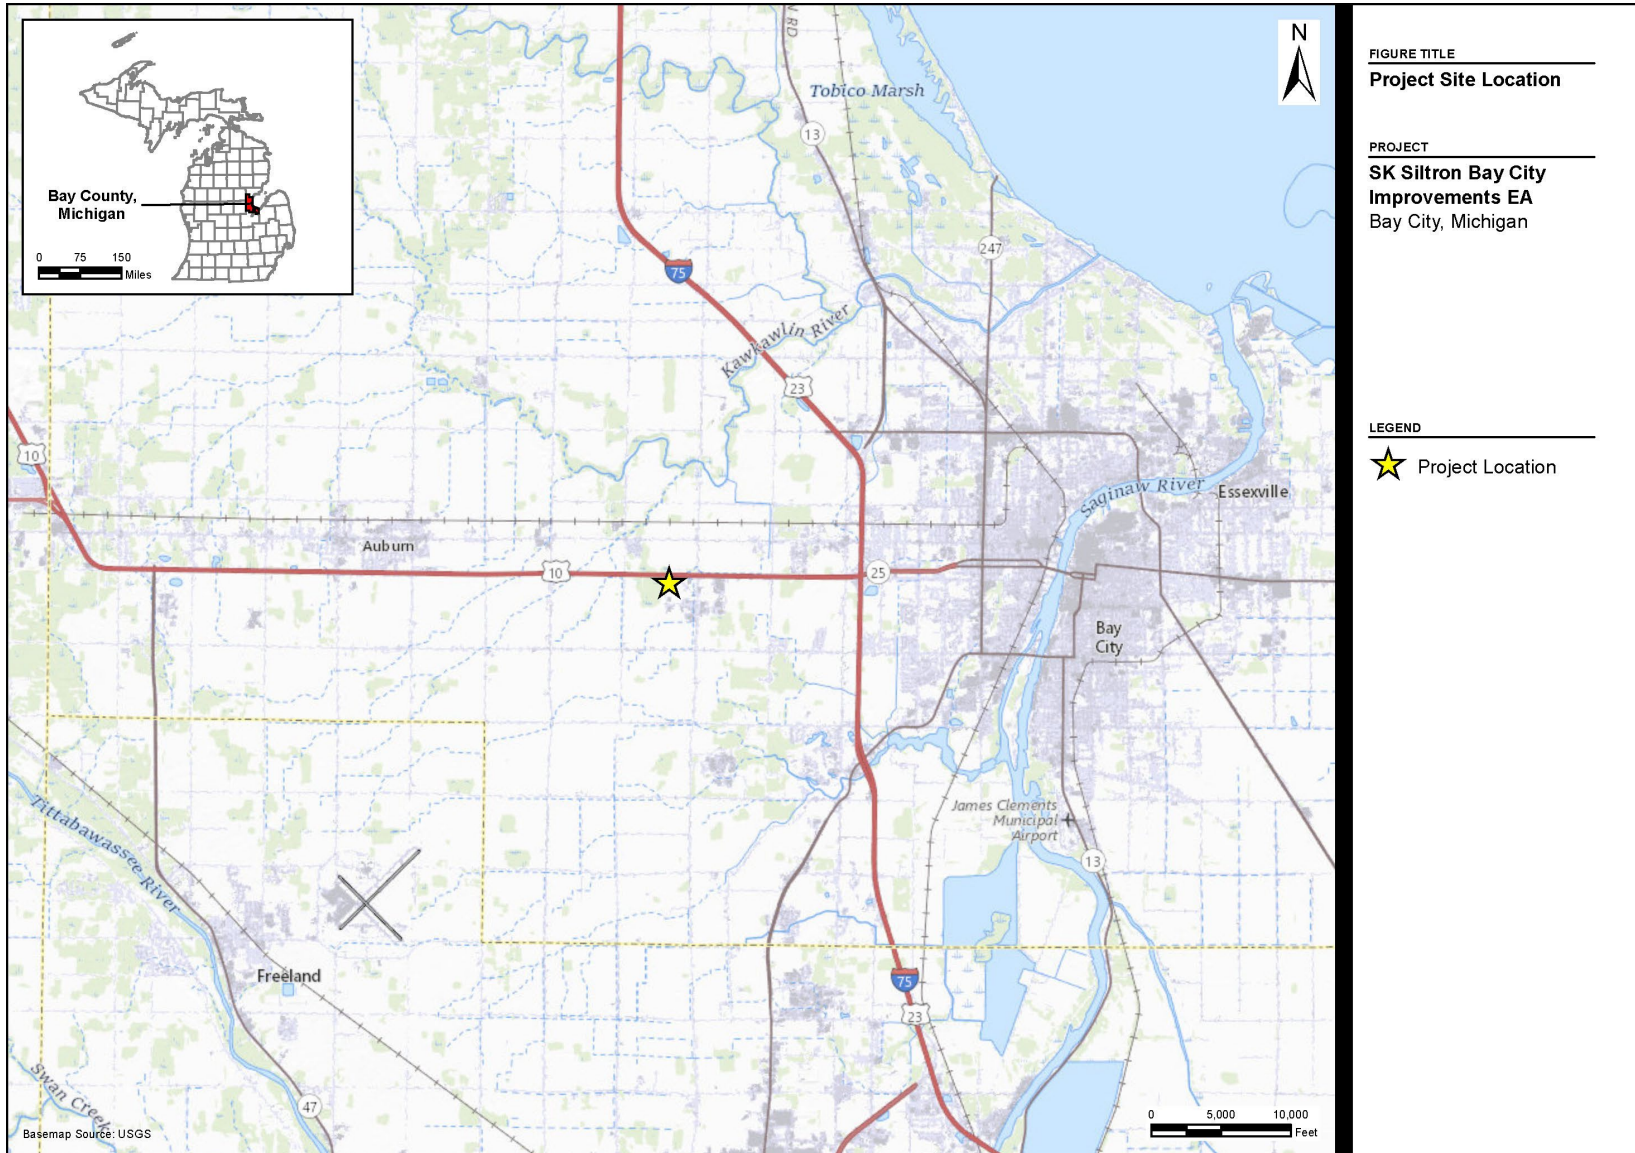 Bay County,
Michigan
0 75 150
Miles
N
N RD
Tobico Marsh
13
247
75
Kawkawlin River
23
10
Saginaw River
Essexville
Auburn
10
25
Bay
City
Tittabawassee River
James Clements
Municipal
Airport
13
Freeland
75
23
Swan Creek
47
Basemap Source: USGS
0 5,000 10,000
Feet
FIGURE TITLE
Project Site Location
PROJECT
SK Siltron Bay City
Improvements EA
Bay City, Michigan
LEGEND
Project Location